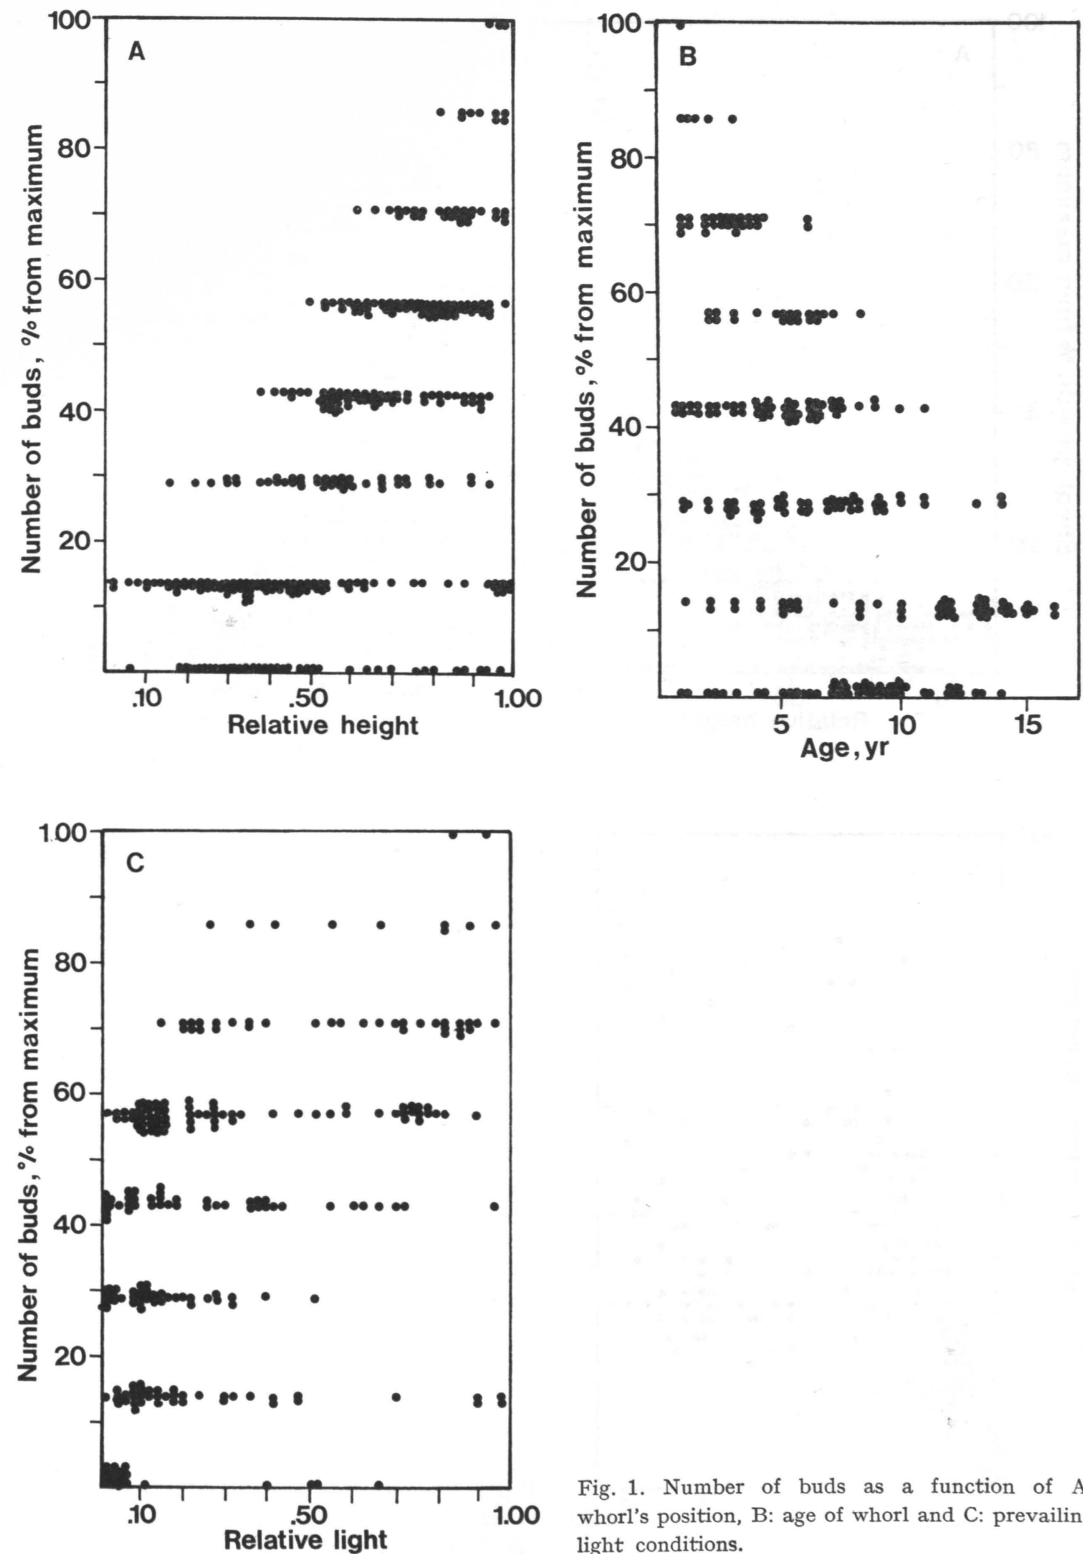 100
A
80
60
40
20
Number of buds, % from maximum
.10 .50 1.00
Relative height
100
B
80
60
40
20
Number of buds, % from maximum
5 10 15
Age, yr
1.00
C
80
60
40
20
Number of buds, % from maximum
.10 .50 1.00
Relative light
Fig. 1. Number of buds as a function of A
whorl's position, B: age of whorl and C: prevailin
light conditions.